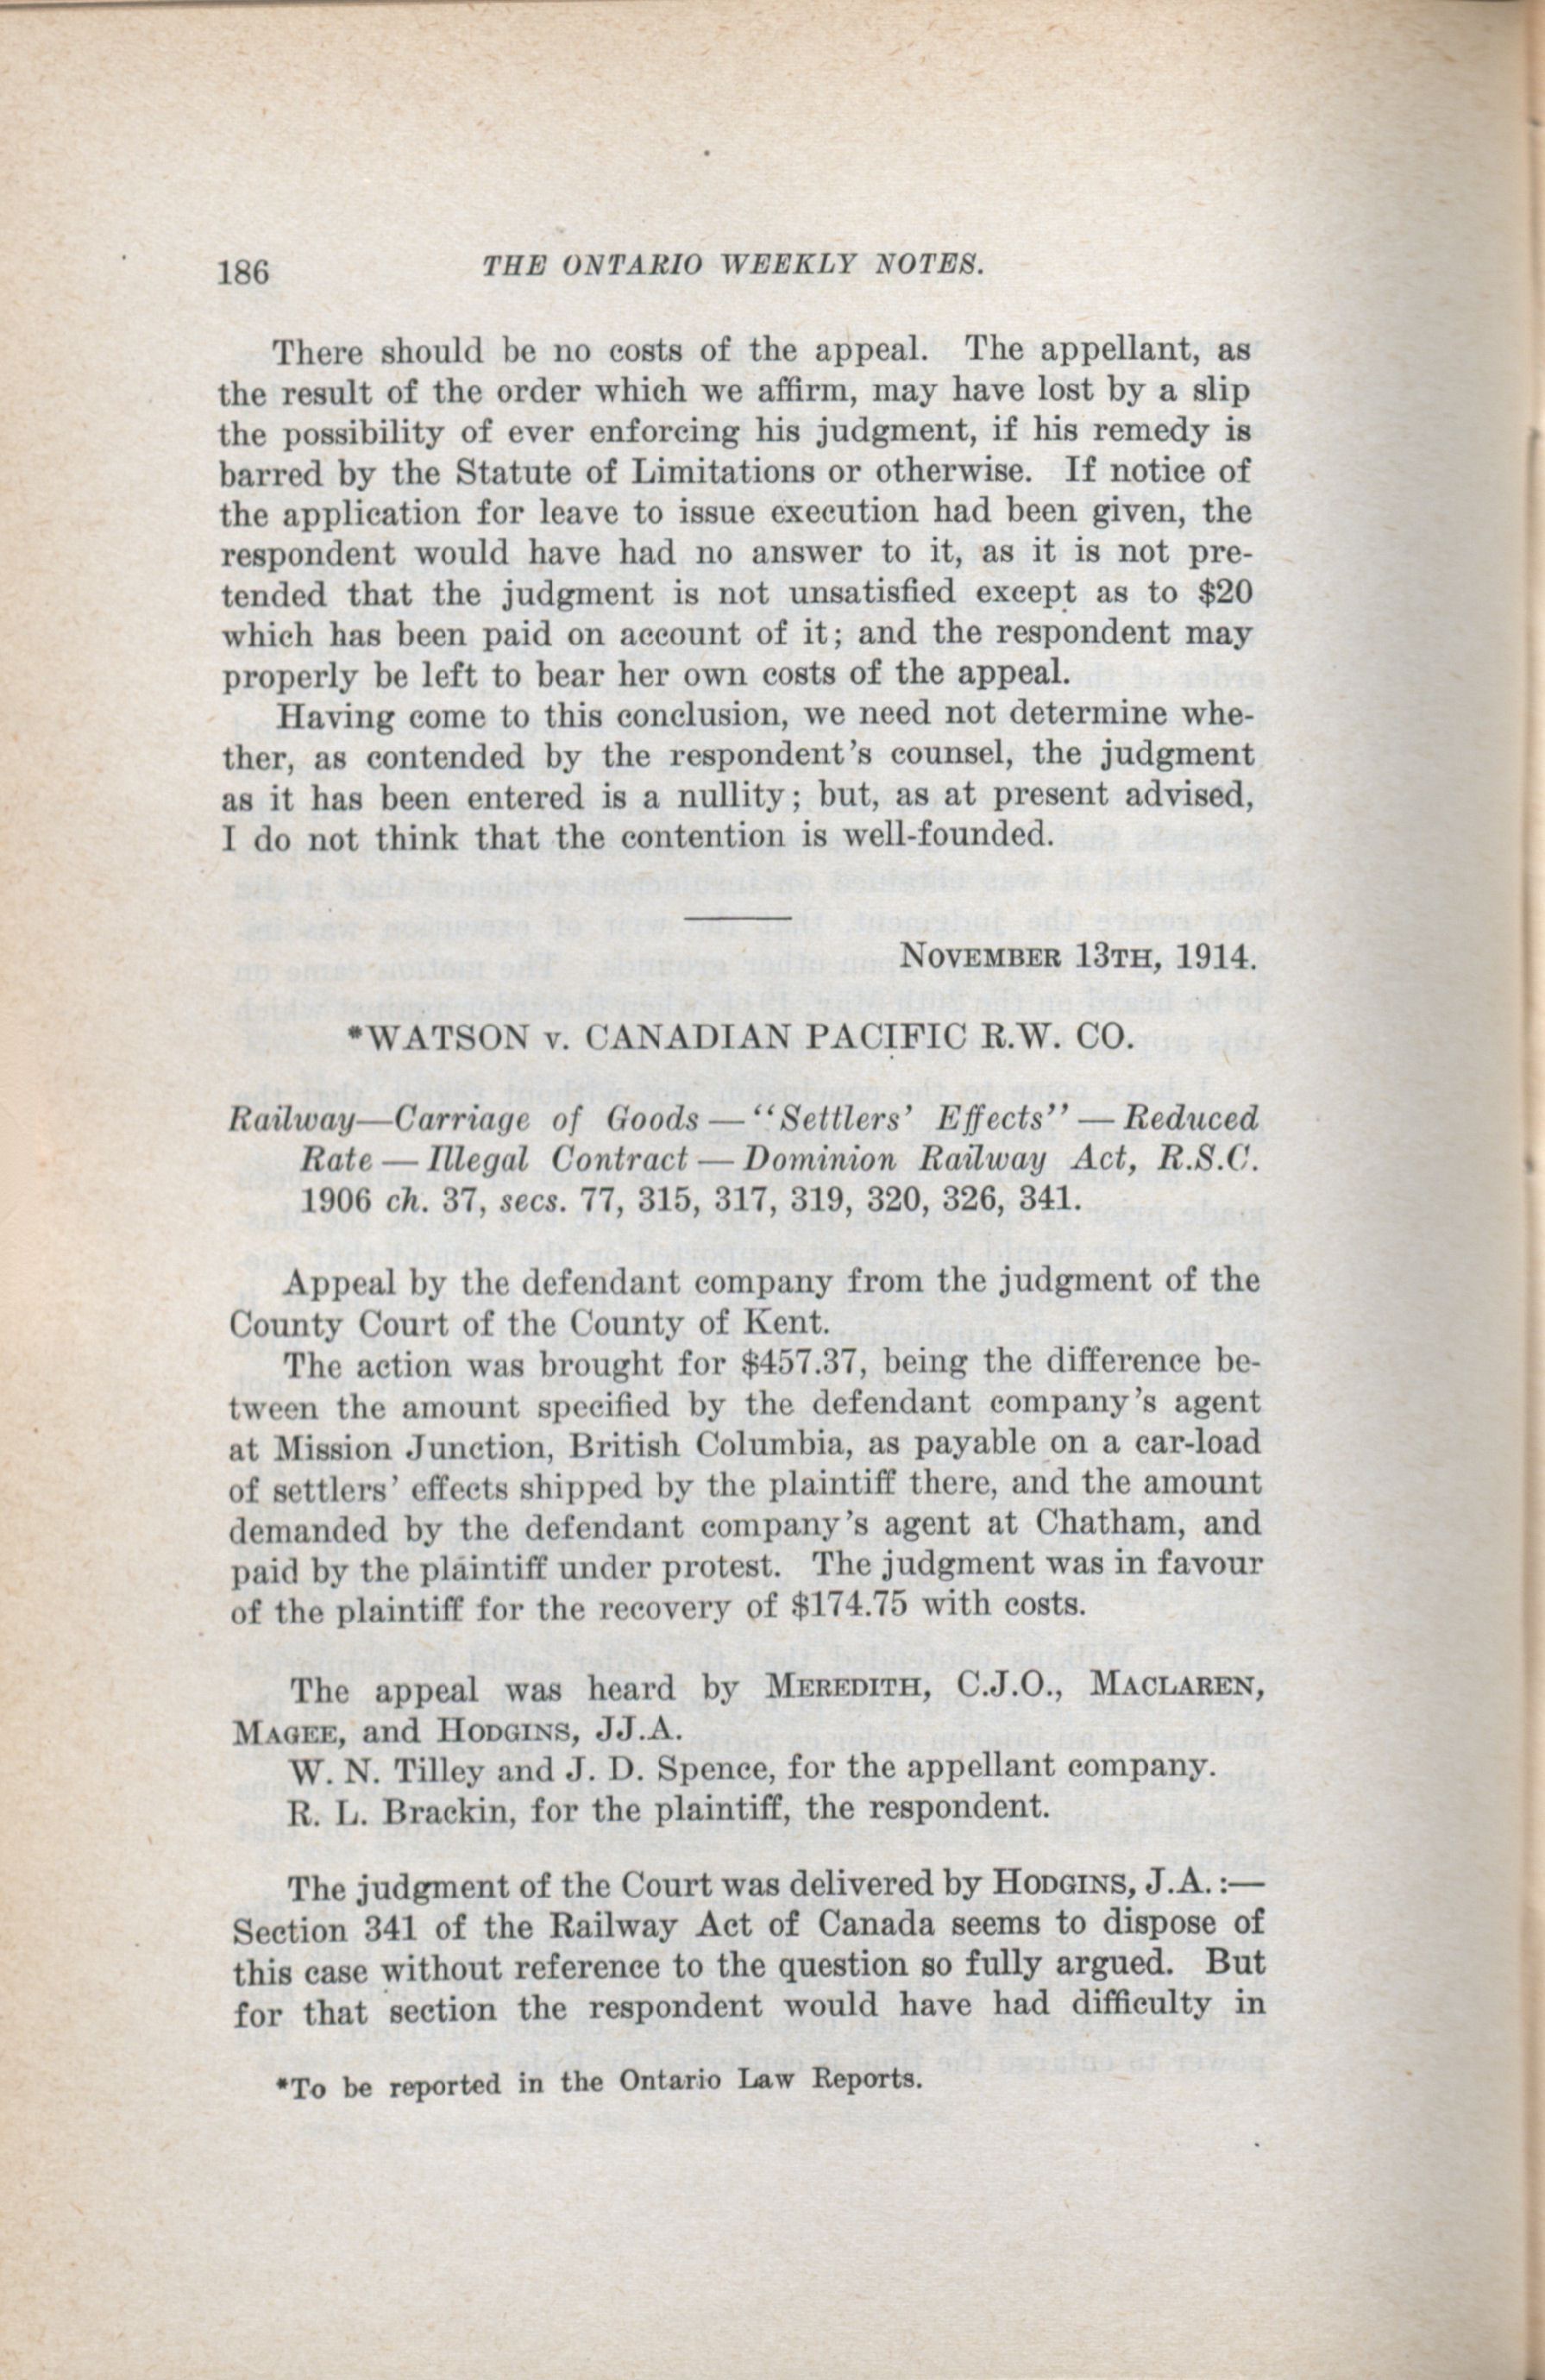 186
THE ONTARIO WEEKLY NOTES.
There should be no costs of the appeal. The appellant, as
the result of the order which we affirm, may have lost by a slip
the possibility of ever enforcing his judgment, if his remedy is
barred by the Statute of Limitations or otherwise. If notice of
the application for leave to issue execution had been given, the
respondent would have had no answer to it, as it is not pre-
tended that the judgment is not unsatisfied except as to $20
which has been paid on account of it; and the respondent may
properly be left to bear her own costs of the appeal.
Having come to this conclusion, we need not determine whe-
ther, as contended by the respondent's counsel, the judgment
as it has been entered is a nullity; but, as at present advised,
I do not think that the contention is well-founded.
NOVEMBER 13TH, 1914.
*WATSON v. CANADIAN PACIFIC R.W. CO.
Railway—Carriage of Goods — "Settlers' Effects" — Reduced
Rate — Illegal Contract — Dominion Railway Act, R.S.C.
1906 ch. 37, secs. 77, 315, 317, 319, 320, 326, 341.
Appeal by the defendant company from the judgment of the
County Court of the County of Kent.
The action was brought for $457.37, being the difference be-
tween the amount specified by the defendant company's agent
at Mission Junction, British Columbia, as payable on a car-load
of settlers' effects shipped by the plaintiff there, and the amount
demanded by the defendant company's agent at Chatham, and
paid by the plaintiff under protest. The judgment was in favour
of the plaintiff for the recovery of $174.75 with costs.
The appeal was heard by MEREDITH, C.J.O., MACLAREN,
MAGEE, and HODGINS, JJ.A.
W. N. Tilley and J. D. Spence, for the appellant company.
R. L. Brackin, for the plaintiff, the respondent.
The judgment of the Court was delivered by HODGINS, J.A.:—
Section 341 of the Railway Act of Canada seems to dispose of
this case without reference to the question so fully argued. But
for that section the respondent would have had difficulty in
*To be reported in the Ontario Law Reports.